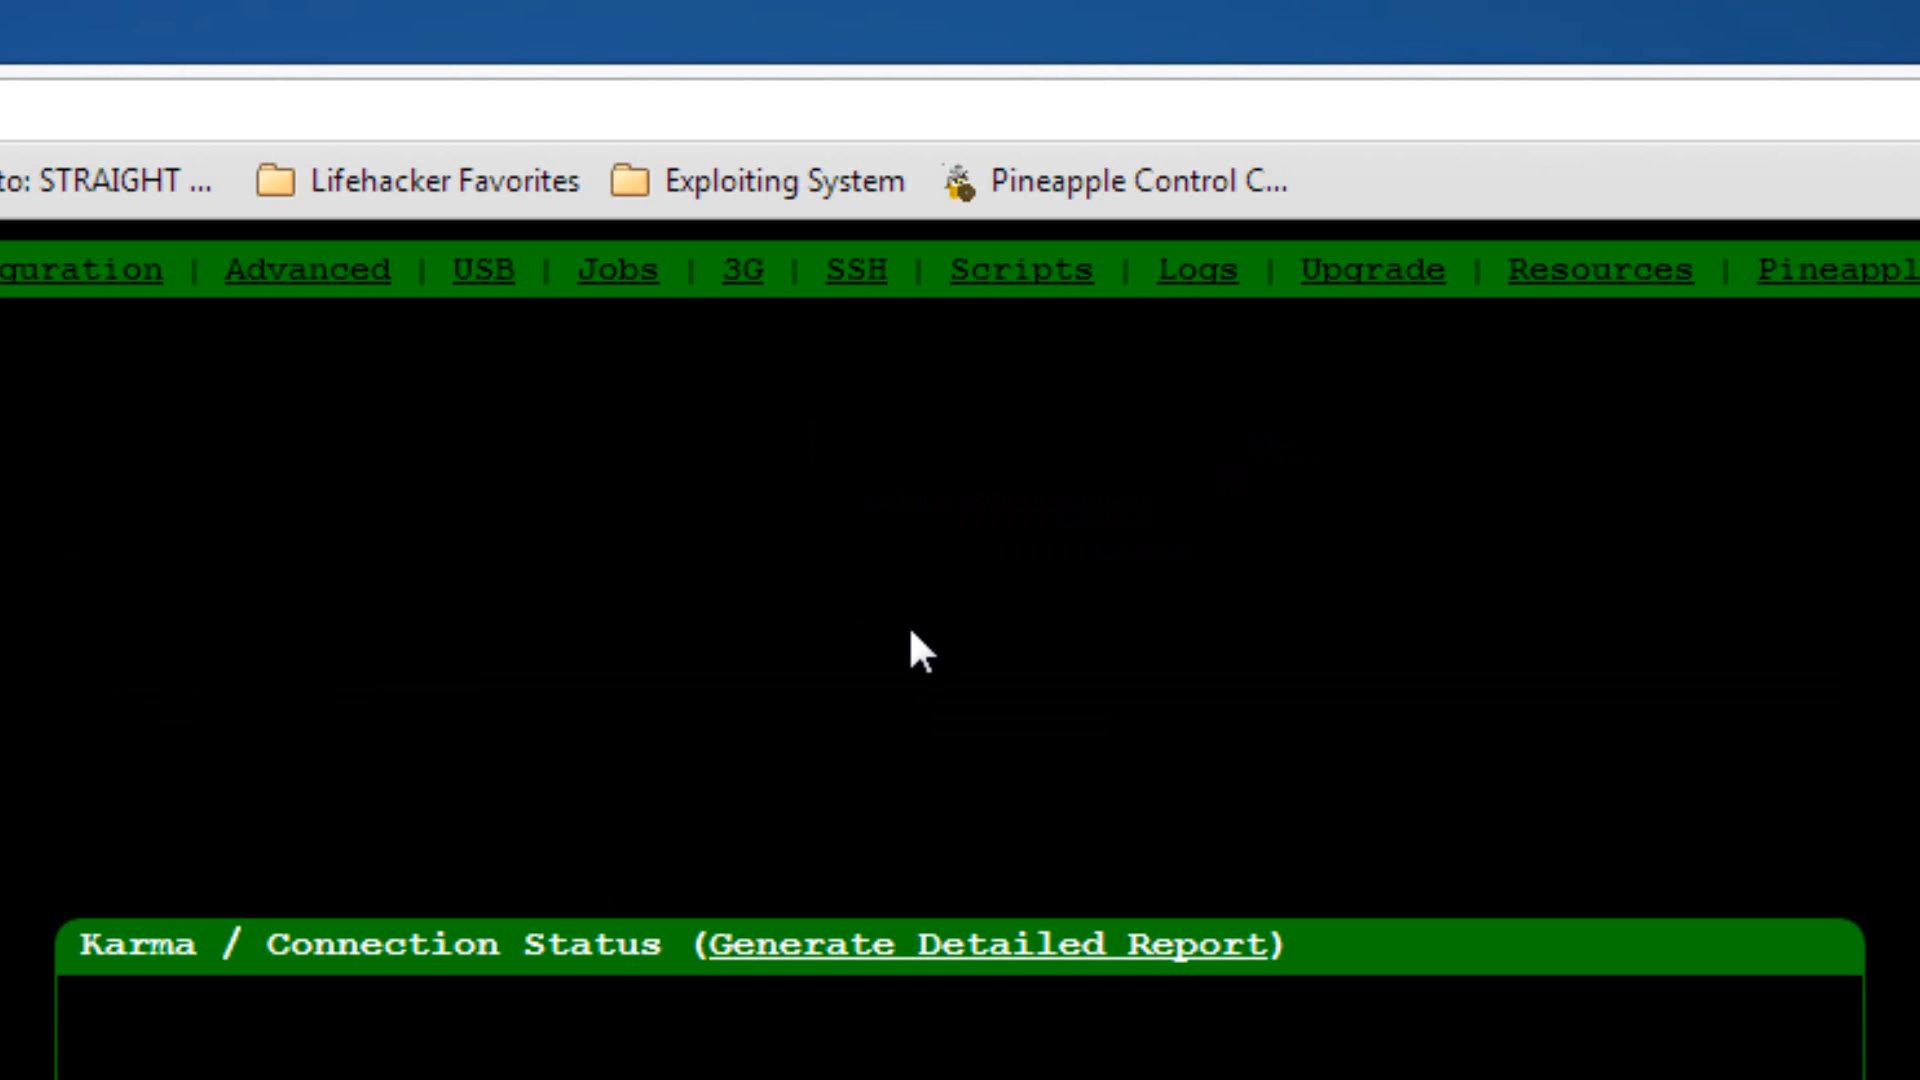 to: STRAIGHT ... Lifehacker Favorites Exploiting System Pineapple Control C...
guration | Advanced | USB | Jobs | 3G | SSH | Scripts | Logs | Upgrade | Resources | Pineappl
Karma / Connection Status (Generate Detailed Report)